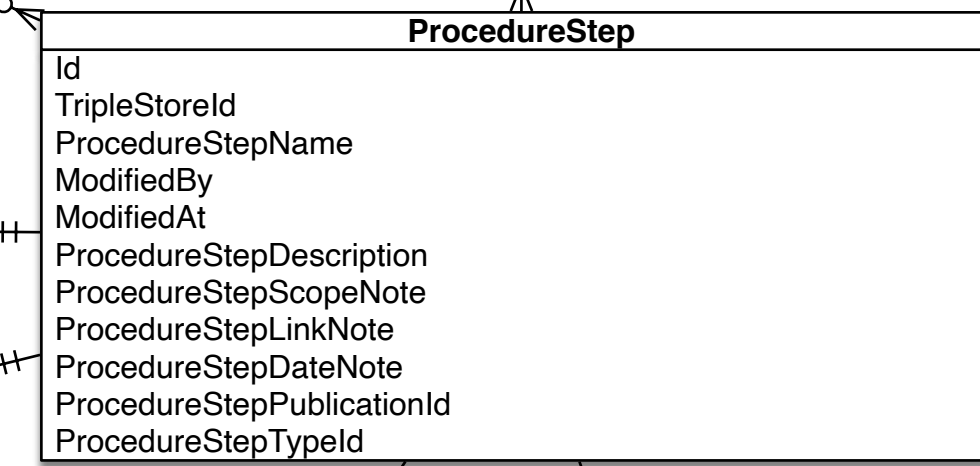 ProcedureStep
Id
TripleStoreId
ProcedureStepName
ModifiedBy
ModifiedAt
ProcedureStepDescription
ProcedureStepScopeNote
ProcedureStepLinkNote
ProcedureStepDateNote
ProcedureStepPublicationId
ProcedureStepTypeId